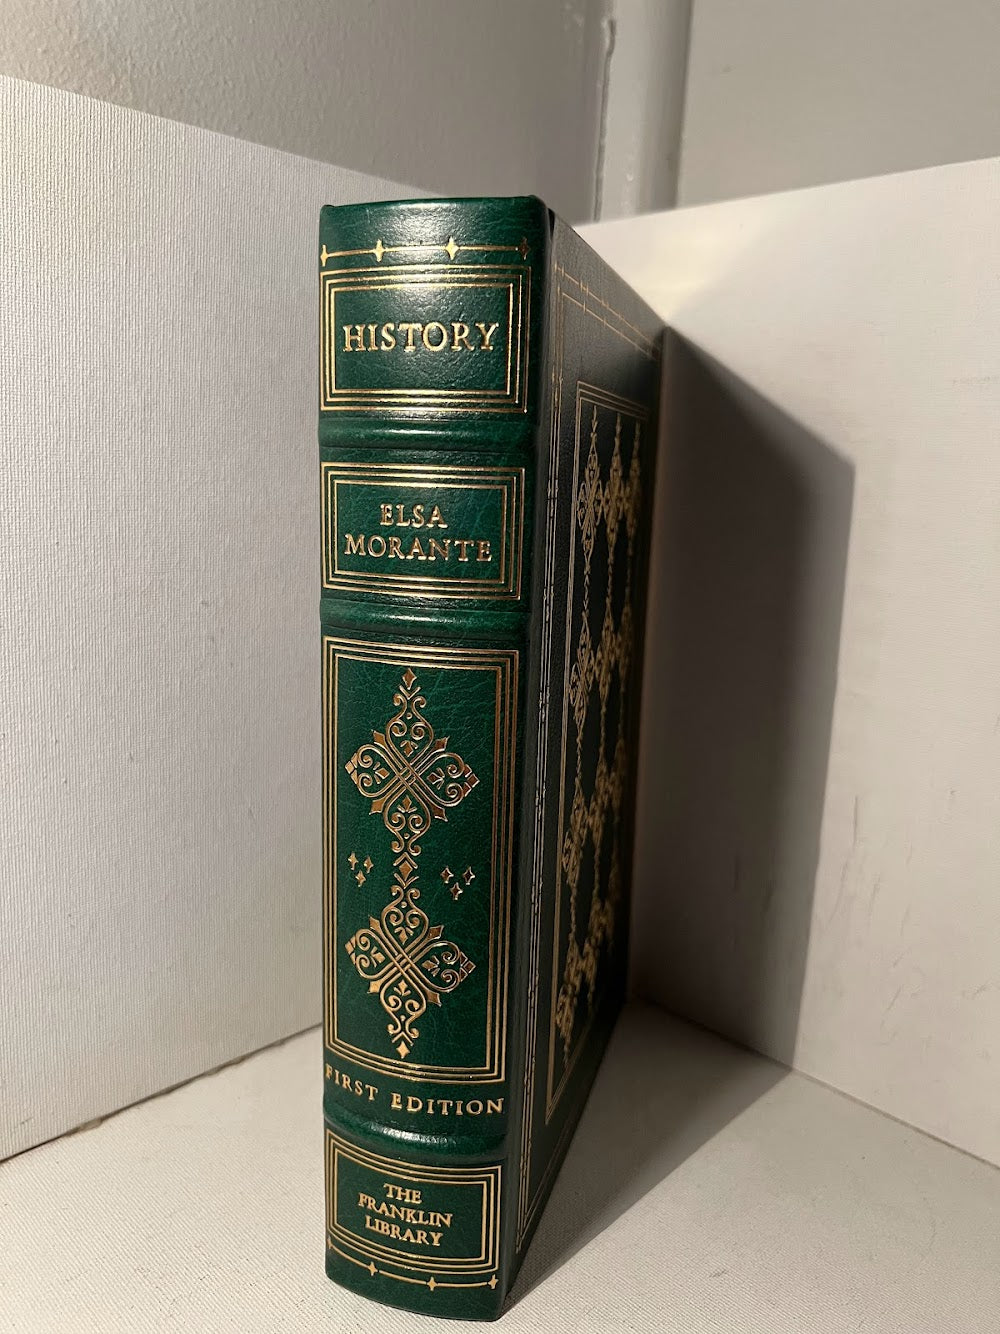 HISTORY
ELSA
MORANTE
FIRST EDITION
THE
FRANKLIN
LIBRARY